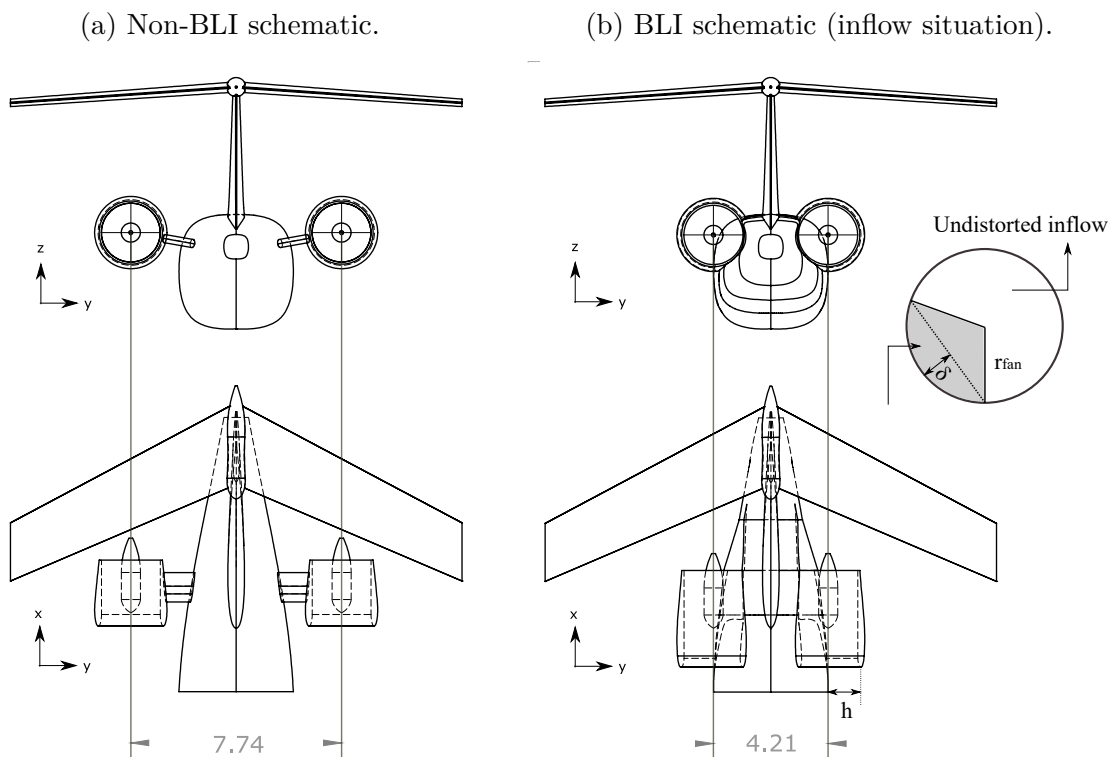 (a) Non-BLI schematic.
(b) BLI schematic (inflow situation).
z
y
z
y
Undistorted inflow
rfan
δ
x
y
x
y
h
7.74
4.21